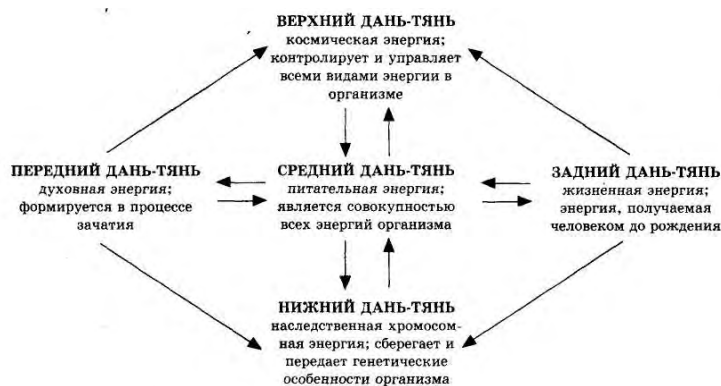 ВЕРХНИЙ ДАНЬ-ТЯНЬ
космическая энергия;
контролирует и управляет
всеми видами энергии в
организме
ПЕРЕДНИЙ ДАНЬ-ТЯНЬ
духовная энергия;
формируется в процессе
зачатия
СРЕДНИЙ ДАНЬ-ТЯНЬ
питательная энергия;
является совокупностью
всех энергий организма
ЗАДНИЙ ДАНЬ-ТЯНЬ
жизненная энергия;
энергия, получаемая
человеком до рождения
НИЖНИЙ ДАНЬ-ТЯНЬ
наследственная хромосом-
ная энергия; сберегает и
передает генетические
особенности организма